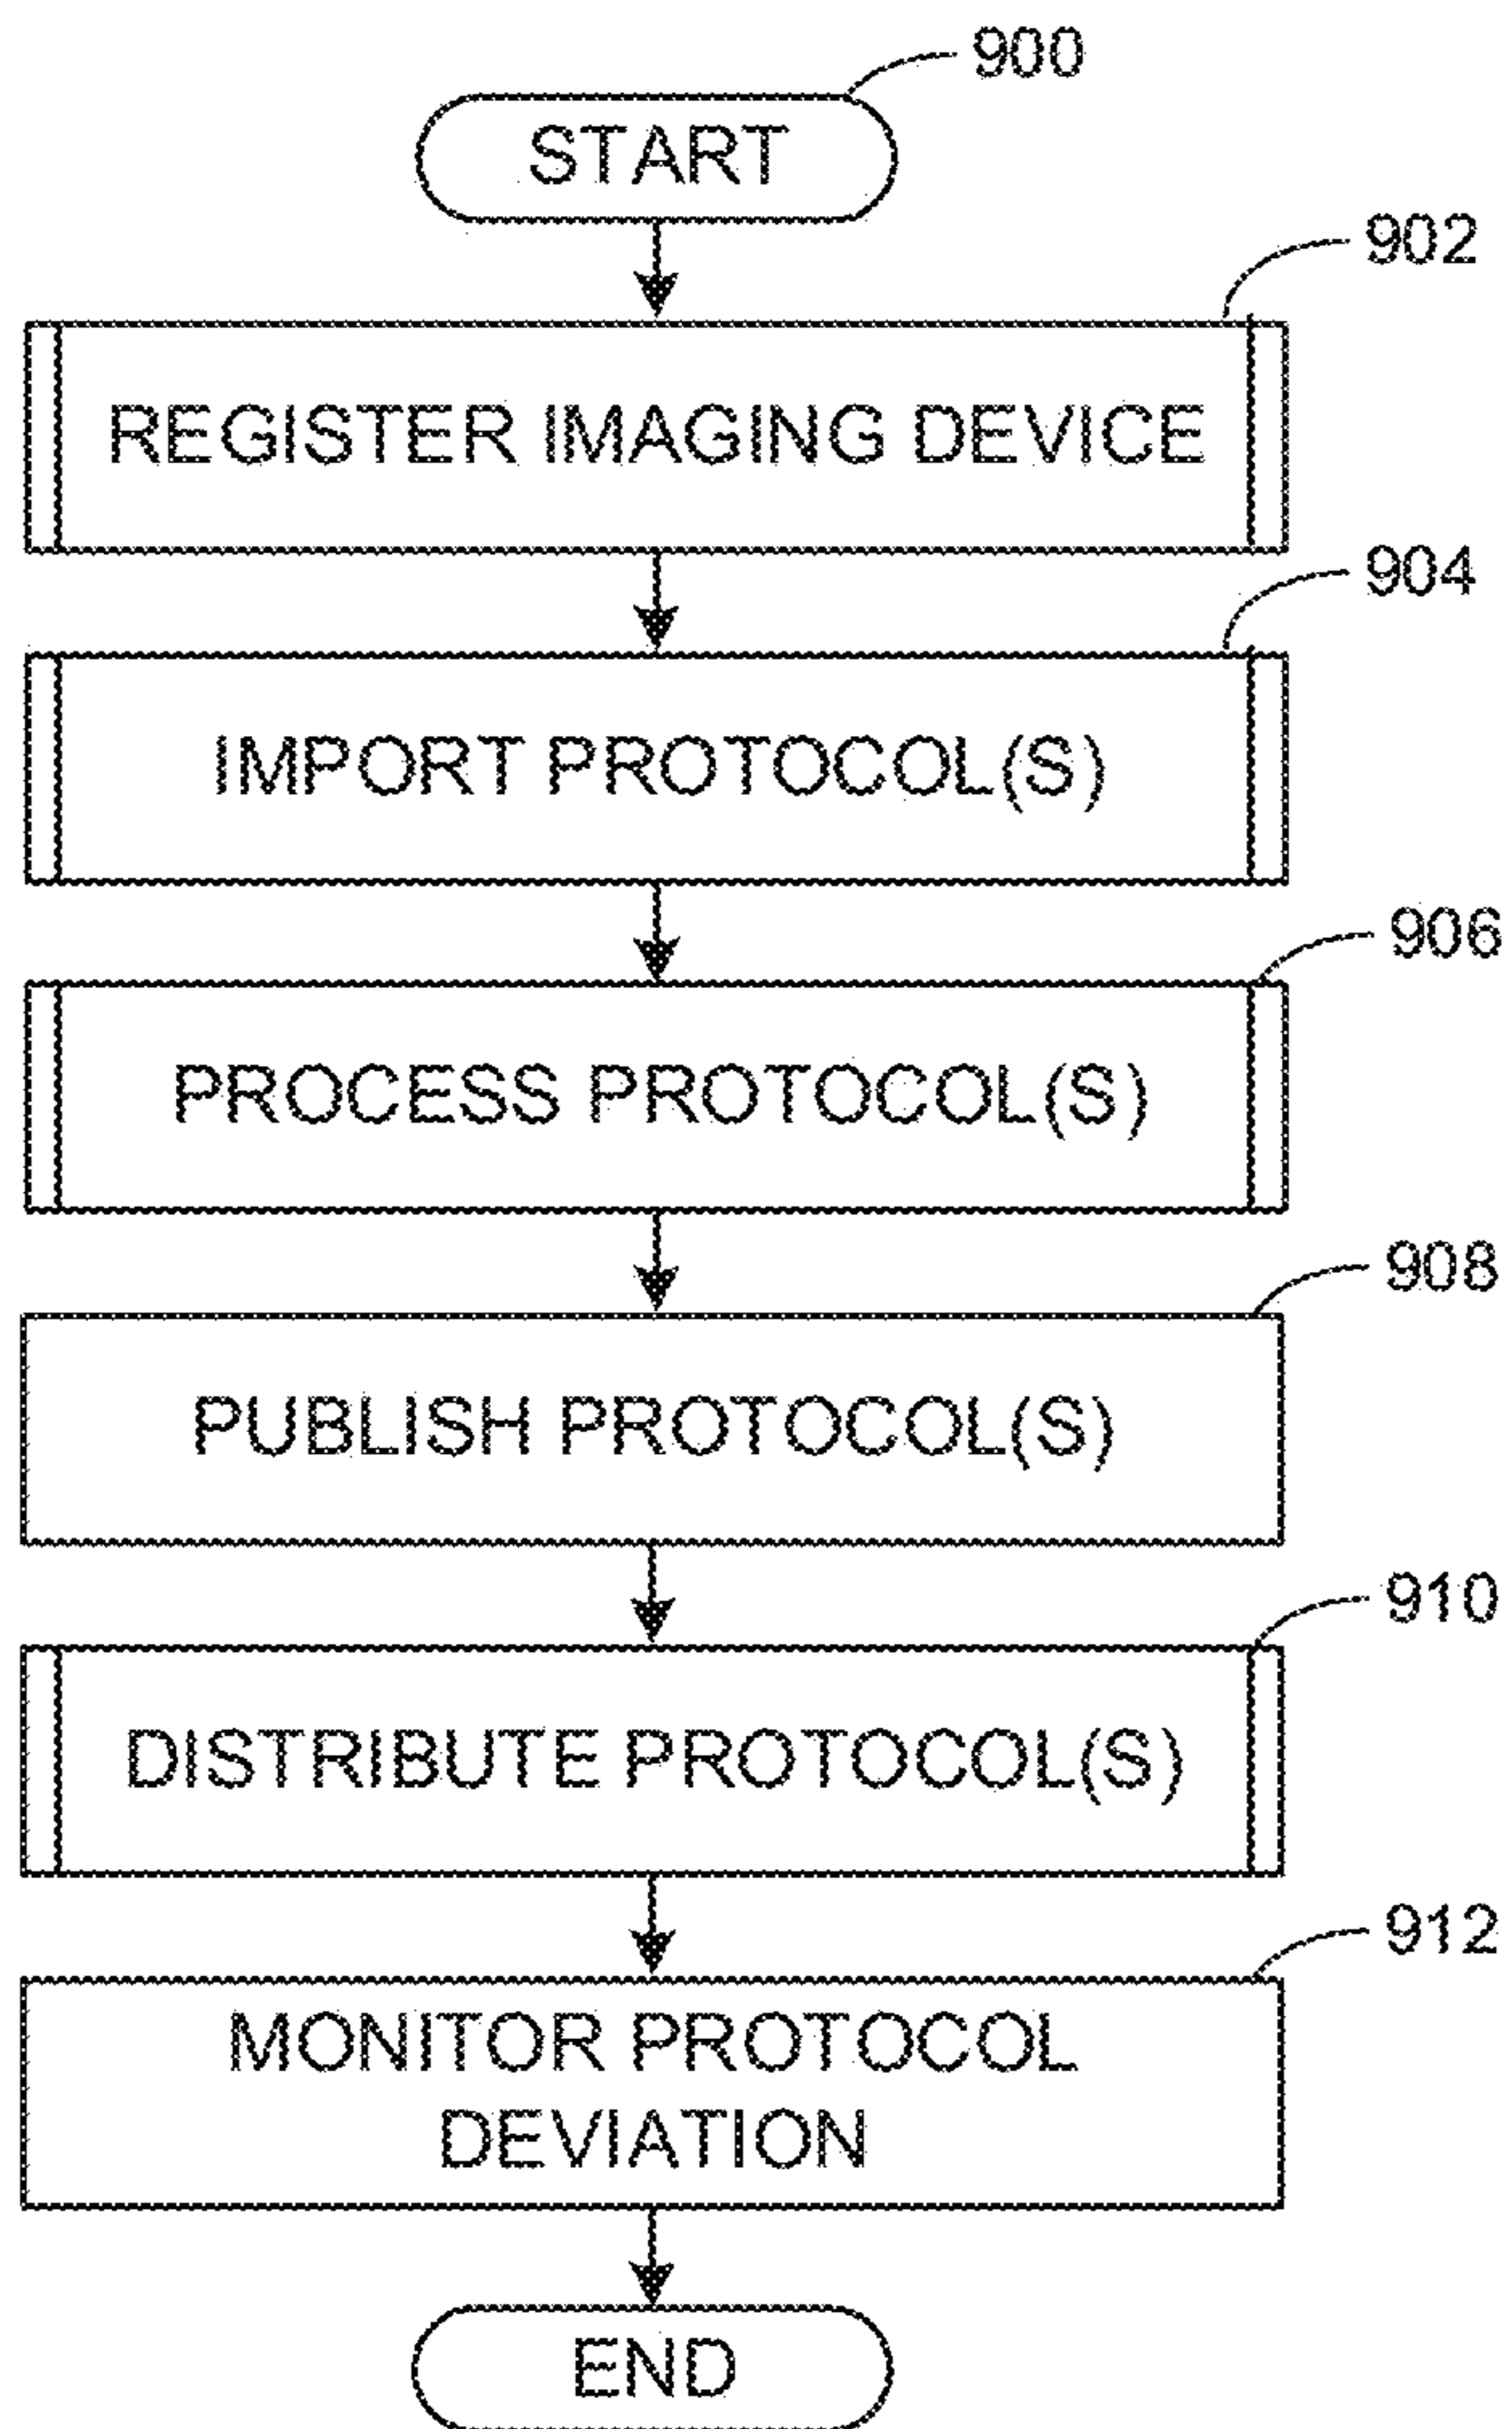 900
START
902
REGISTER IMAGING DEVICE
904
IMPORT PROTOCOL(S)
906
PROCESS PROTOCOL(S)
908
PUBLISH PROTOCOL(S)
910
DISTRIBUTE PROTOCOL(S)
912
MONITOR PROTOCOL
DEVIATION
END